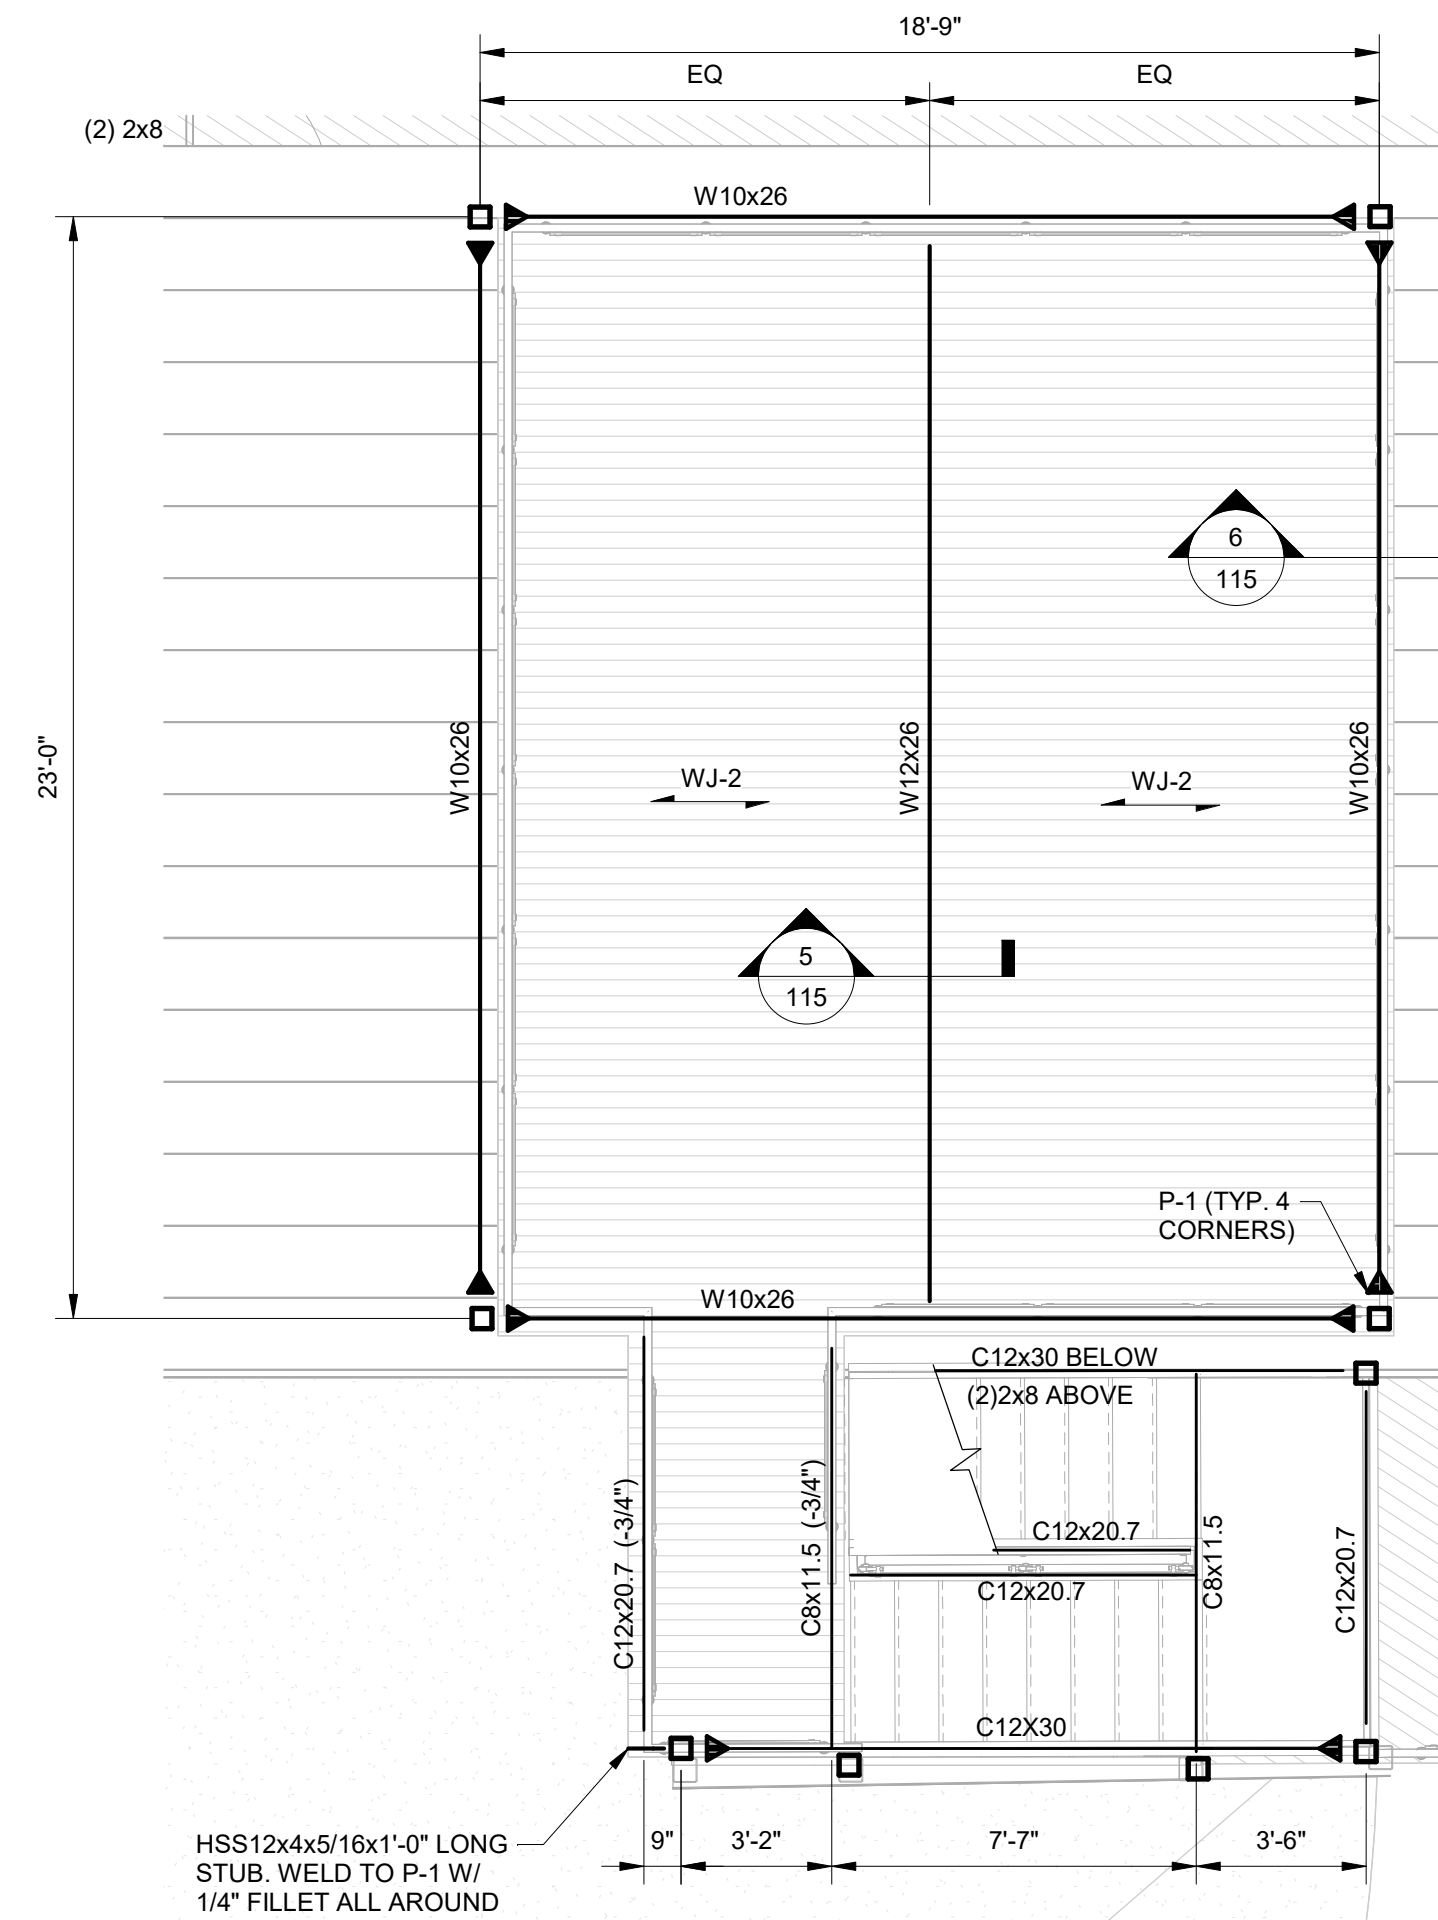 18'-9"
EQ
EQ
(2) 2x8
W10x26
23'-0"
W10x26
W12x26
W10x26
6
115
WJ-2
WJ-2
5
115
P-1 (TYP. 4
CORNERS)
W10x26
C12x30 BELOW
(2)2x8 ABOVE
C12x20.7 (-3/4")
C8x11.5 (-3/4")
C12x20.7
C12x20.7
C8x11.5
C12x20.7
C12X30
HSS12x4x5/16x1'-0" LONG
STUB. WELD TO P-1 W/
1/4" FILLET ALL AROUND
9"
3'-2"
7'-7"
3'-6"